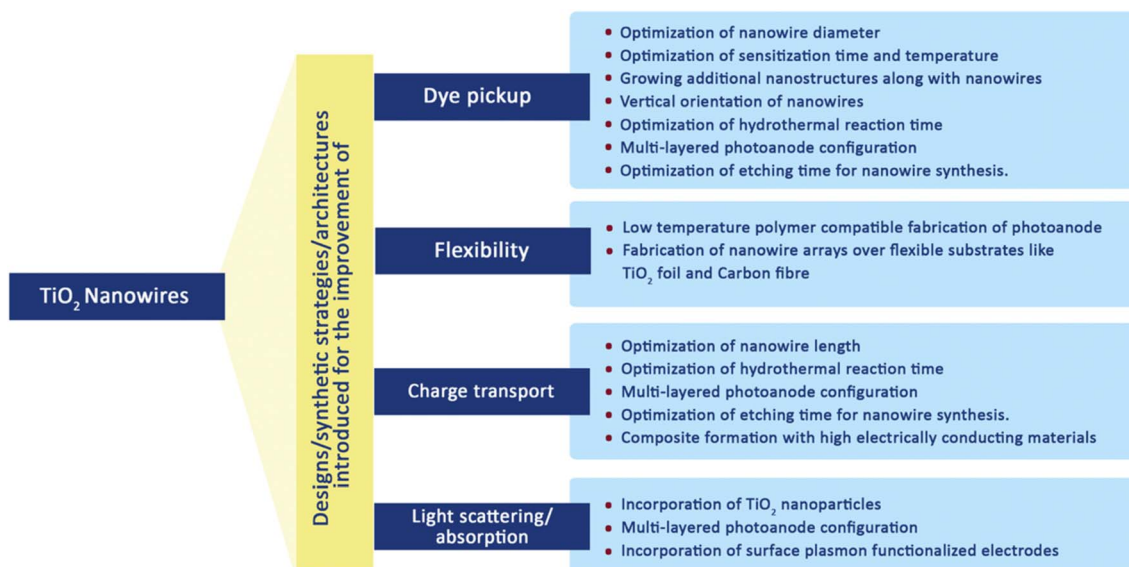 TiO₂ Nanowires
Designs/synthetic strategies/architectures
introduced for the improvement of
Dye pickup
• Optimization of nanowire diameter
• Optimization of sensitization time and temperature
• Growing additional nanostructures along with nanowires
• Vertical orientation of nanowires
• Optimization of hydrothermal reaction time
• Multi-layered photoanode configuration
• Optimization of etching time for nanowire synthesis.
Flexibility
• Low temperature polymer compatible fabrication of photoanode
• Fabrication of nanowire arrays over flexible substrates like
TiO₂ foil and Carbon fibre
Charge transport
• Optimization of nanowire length
• Optimization of hydrothermal reaction time
• Multi-layered photoanode configuration
• Optimization of etching time for nanowire synthesis.
• Composite formation with high electrically conducting materials
Light scattering/
absorption
• Incorporation of TiO₂ nanoparticles
• Multi-layered photoanode configuration
• Incorporation of surface plasmon functionalized electrodes